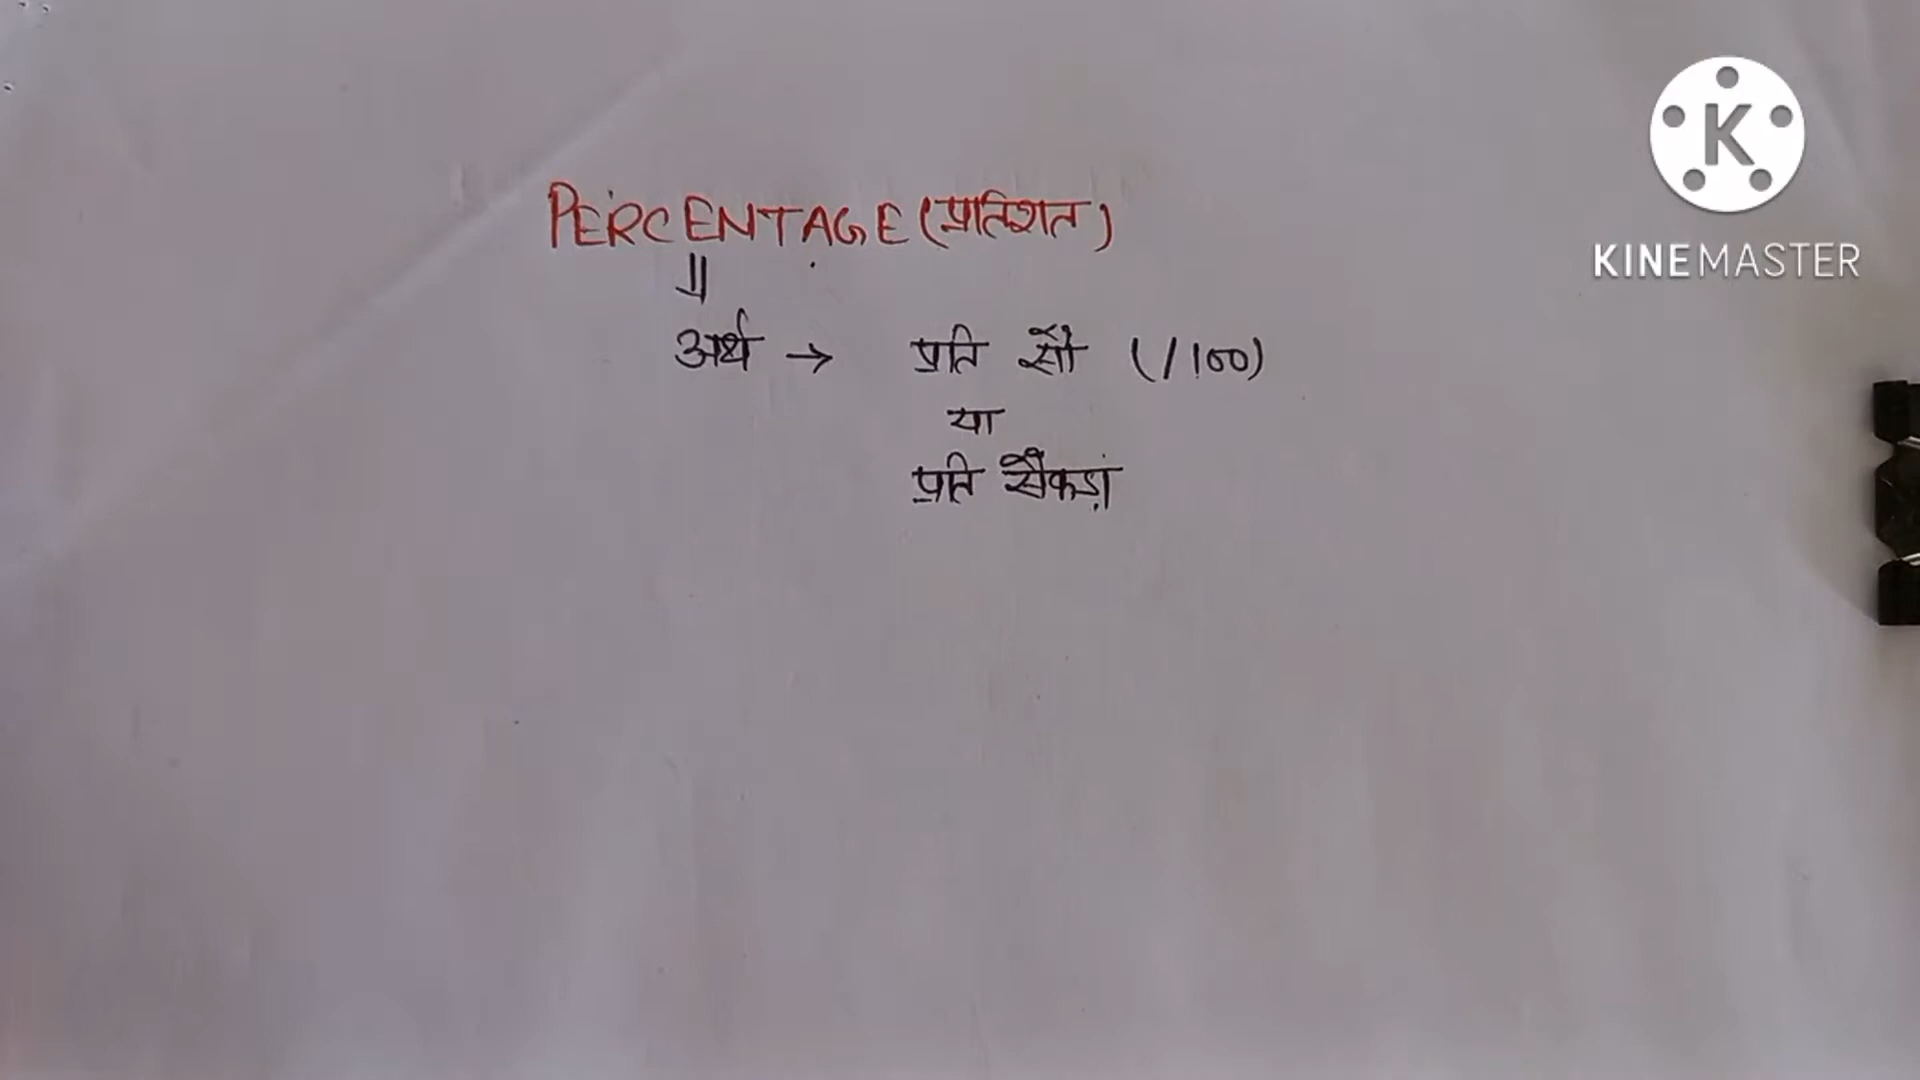 PERCENTAGE (प्रतिशत)
अर्थ → प्रति सौ (/100)
या
प्रति सैकड़ा
K
KINEMASTER